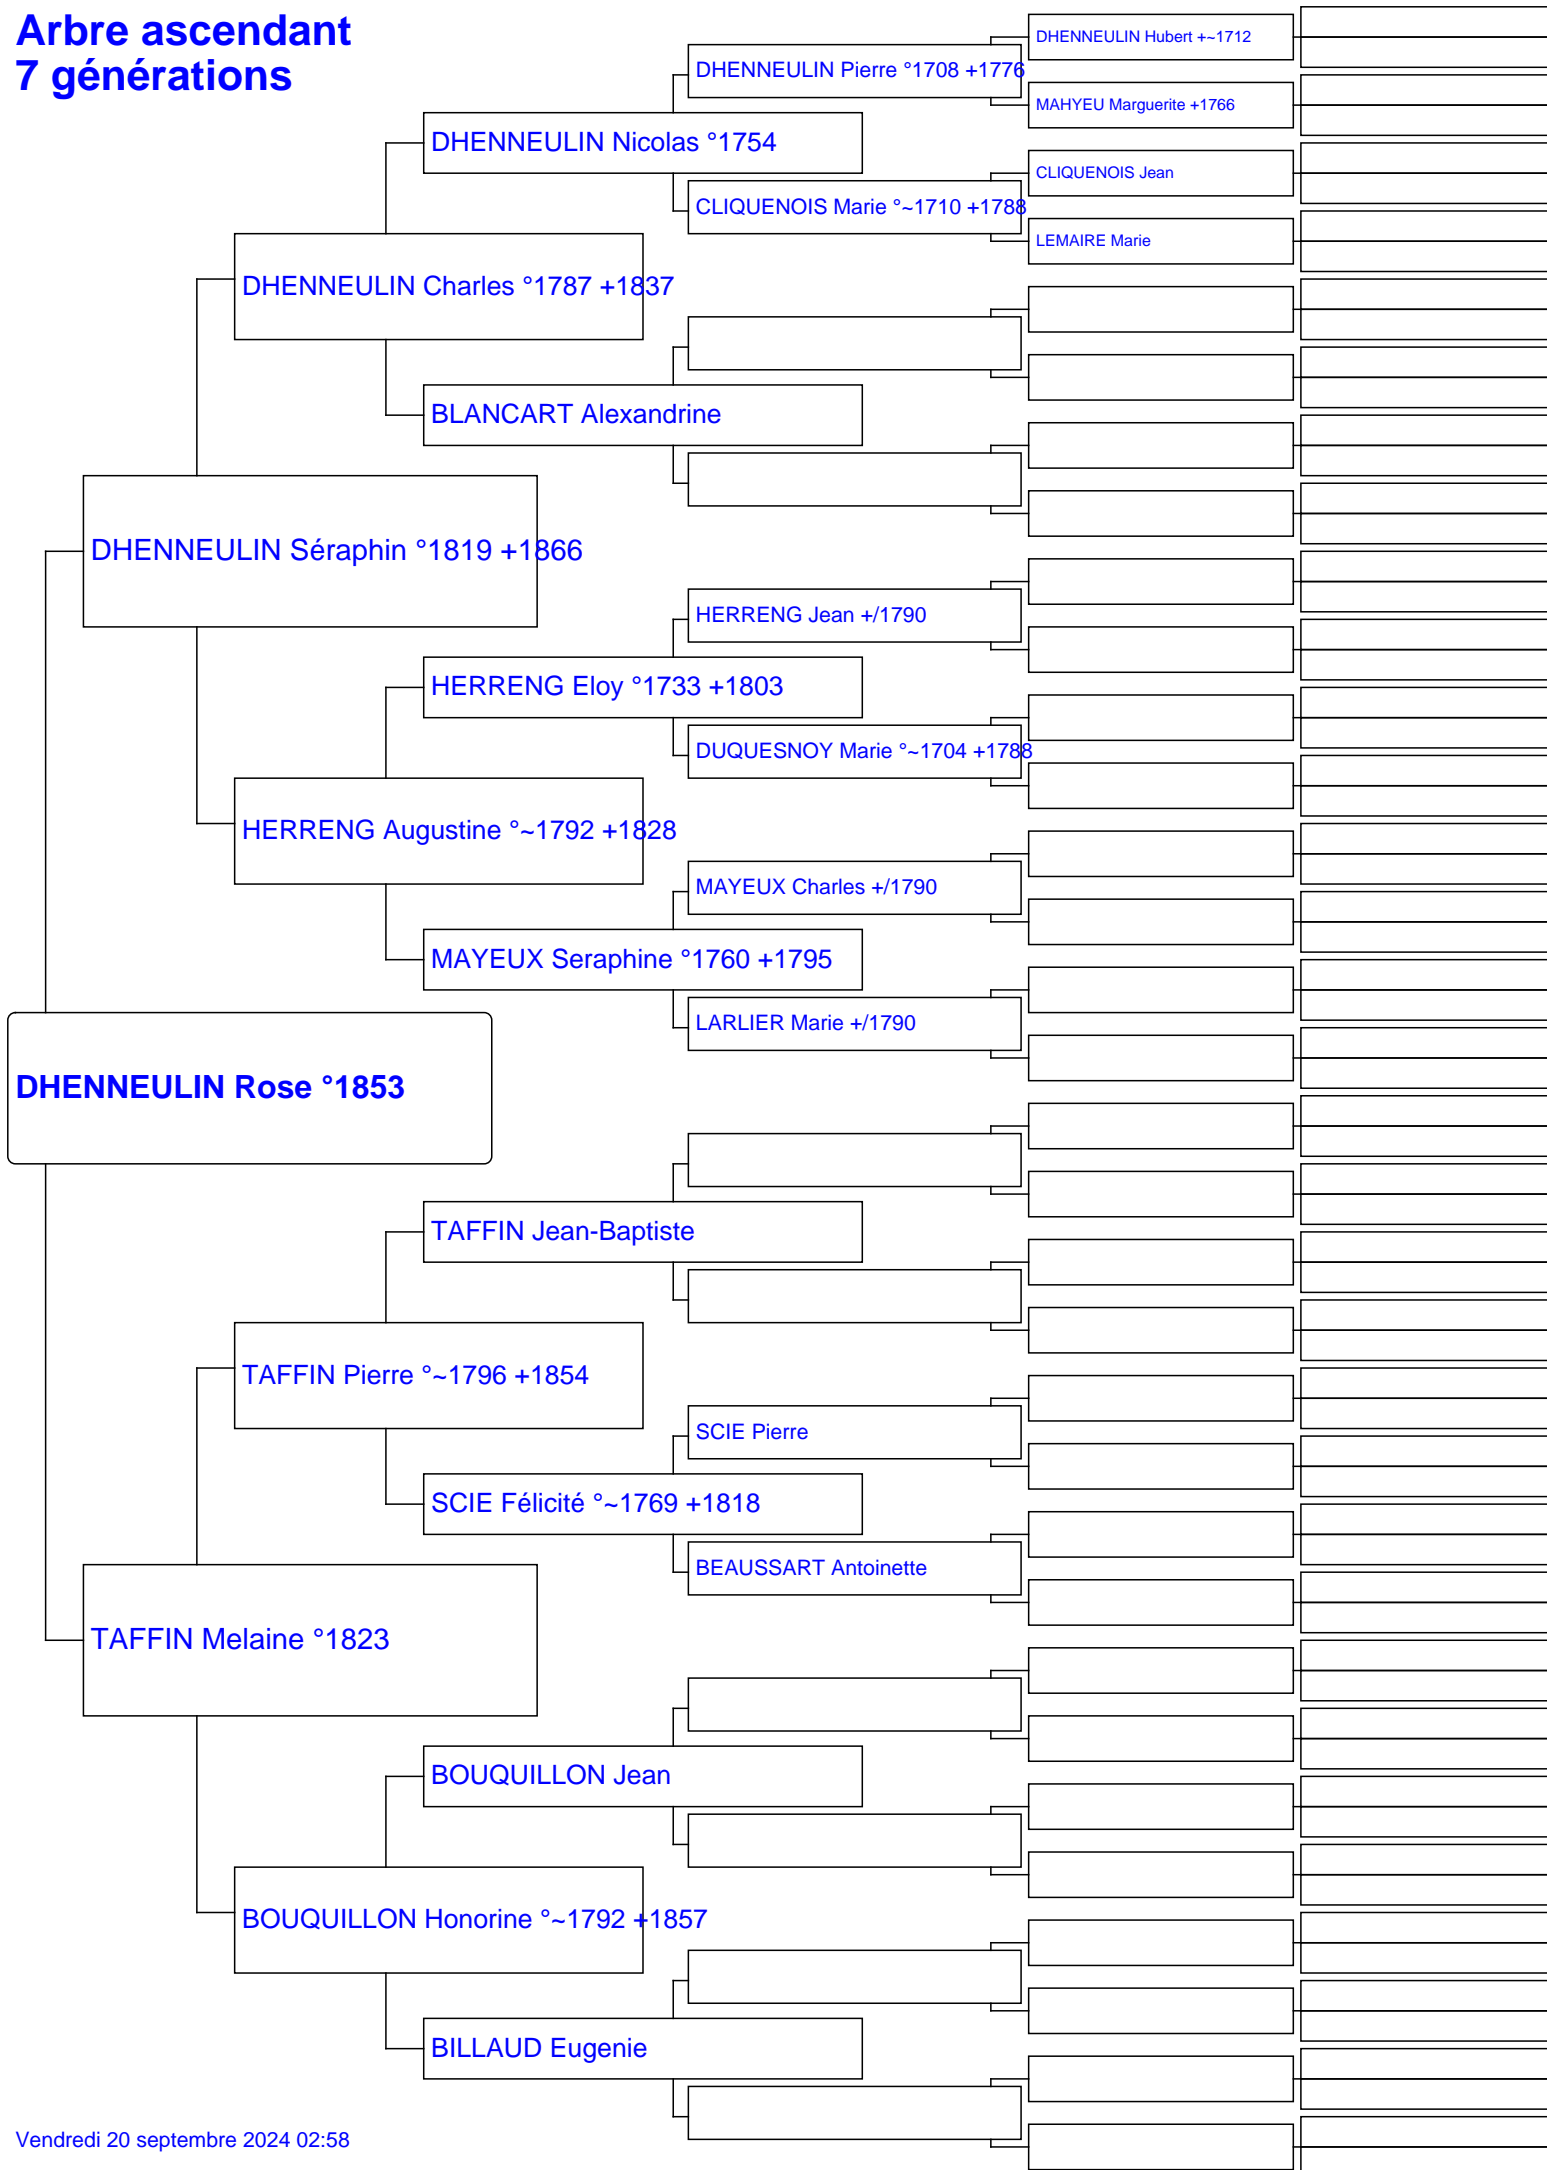 Arbre ascendant
7 générations
DHENNEULIN Hubert +~1712
DHENNEULIN Pierre °1708 +1776
MAHYEU Marguerite +1766
DHENNEULIN Nicolas °1754
CLIQUENOIS Jean
CLIQUENOIS Marie °~1710 +1788
LEMAIRE Marie
DHENNEULIN Charles °1787 +1837
BLANCART Alexandrine
DHENNEULIN Séraphin °1819 +1866
HERRENG Jean +/1790
HERRENG Eloy °1733 +1803
DUQUESNOY Marie °~1704 +1788
HERRENG Augustine °~1792 +1828
MAYEUX Charles +/1790
MAYEUX Seraphine °1760 +1795
LARLIER Marie +/1790
DHENNEULIN Rose °1853
TAFFIN Jean-Baptiste
TAFFIN Pierre °~1796 +1854
SCIE Pierre
SCIE Félicité °~1769 +1818
BEAUSSART Antoinette
TAFFIN Melaine °1823
BOUQUILLON Jean
BOUQUILLON Honorine °~1792 +1857
BILLAUD Eugenie
Vendredi 20 septembre 2024 02:58